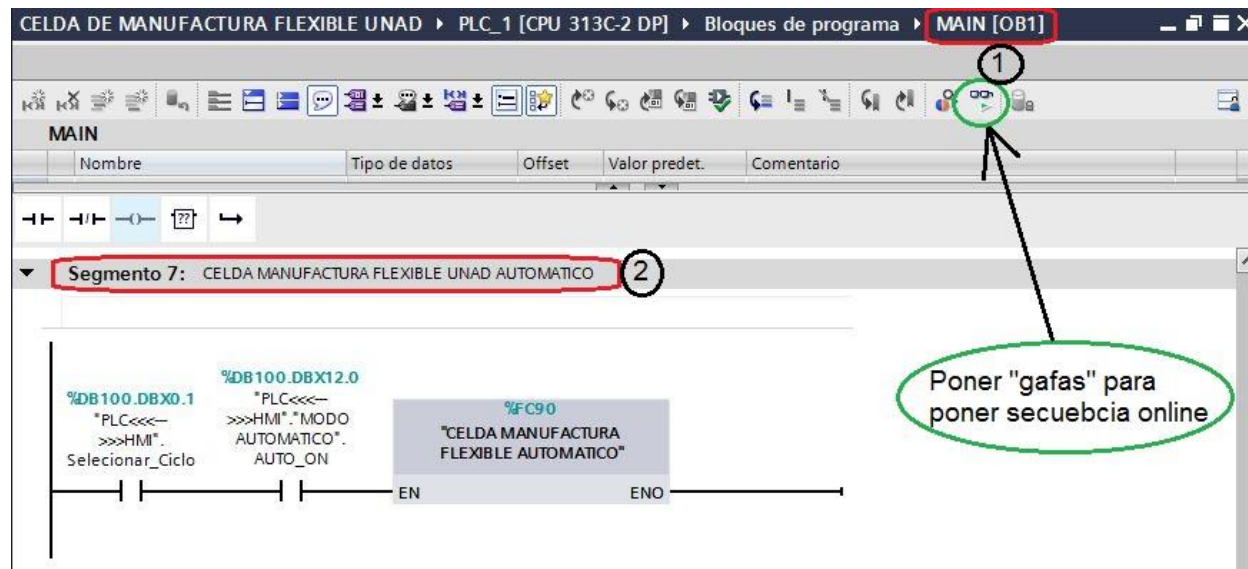 CELDA DE MANUFACTURA FLEXIBLE UNAD ▸ PLC_1 [CPU 313C-2 DP] ▸ Bloques de programa ▸ MAIN [OB1]
1
MAIN
Nombre Tipo de datos Offset Valor predet. Comentario
??
Segmento 7: CELDA MANUFACTURA FLEXIBLE UNAD AUTOMATICO
2
%DB100.DBX0.1
"PLC<<<—
>>>HMI".
Selecionar_Ciclo
%DB100.DBX12.0
"PLC<<<—
>>>HMI"."MODO
AUTOMATICO".
AUTO_ON
%FC90
"CELDA MANUFACTURA
FLEXIBLE AUTOMATICO"
EN ENO
Poner "gafas" para
poner secuebcia online